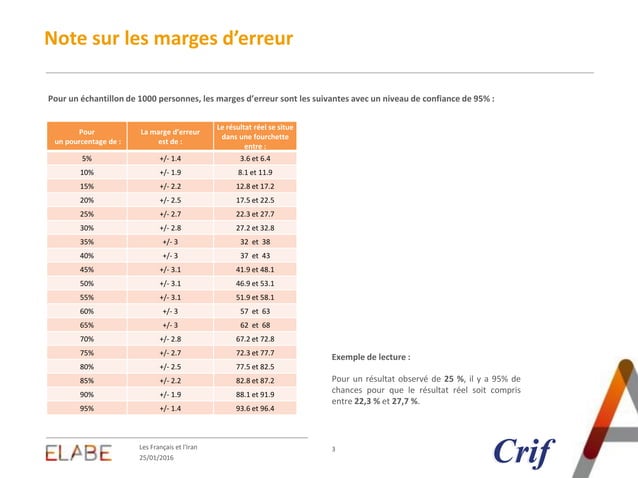 Note sur les marges d’erreur
Pour un échantillon de 1000 personnes, les marges d’erreur sont les suivantes avec un niveau de confiance de 95% :
Pour
un pourcentage de :
La marge d’erreur
est de :
Le résultat réel se situe
dans une fourchette
entre :
5% +/- 1.4 3.6 et 6.4
10% +/- 1.9 8.1 et 11.9
15% +/- 2.2 12.8 et 17.2
20% +/- 2.5 17.5 et 22.5
25% +/- 2.7 22.3 et 27.7
30% +/- 2.8 27.2 et 32.8
35% +/- 3 32 et 38
40% +/- 3 37 et 43
45% +/- 3.1 41.9 et 48.1
50% +/- 3.1 46.9 et 53.1
55% +/- 3.1 51.9 et 58.1
60% +/- 3 57 et 63
65% +/- 3 62 et 68
70% +/- 2.8 67.2 et 72.8
75% +/- 2.7 72.3 et 77.7
80% +/- 2.5 77.5 et 82.5
85% +/- 2.2 82.8 et 87.2
90% +/- 1.9 88.1 et 91.9
95% +/- 1.4 93.6 et 96.4
Exemple de lecture :
Pour un résultat observé de 25 %, il y a 95% de
chances pour que le résultat réel soit compris
entre 22,3 % et 27,7 %.
ELABE
Les Français et l'Iran
25/01/2016
3
Crif